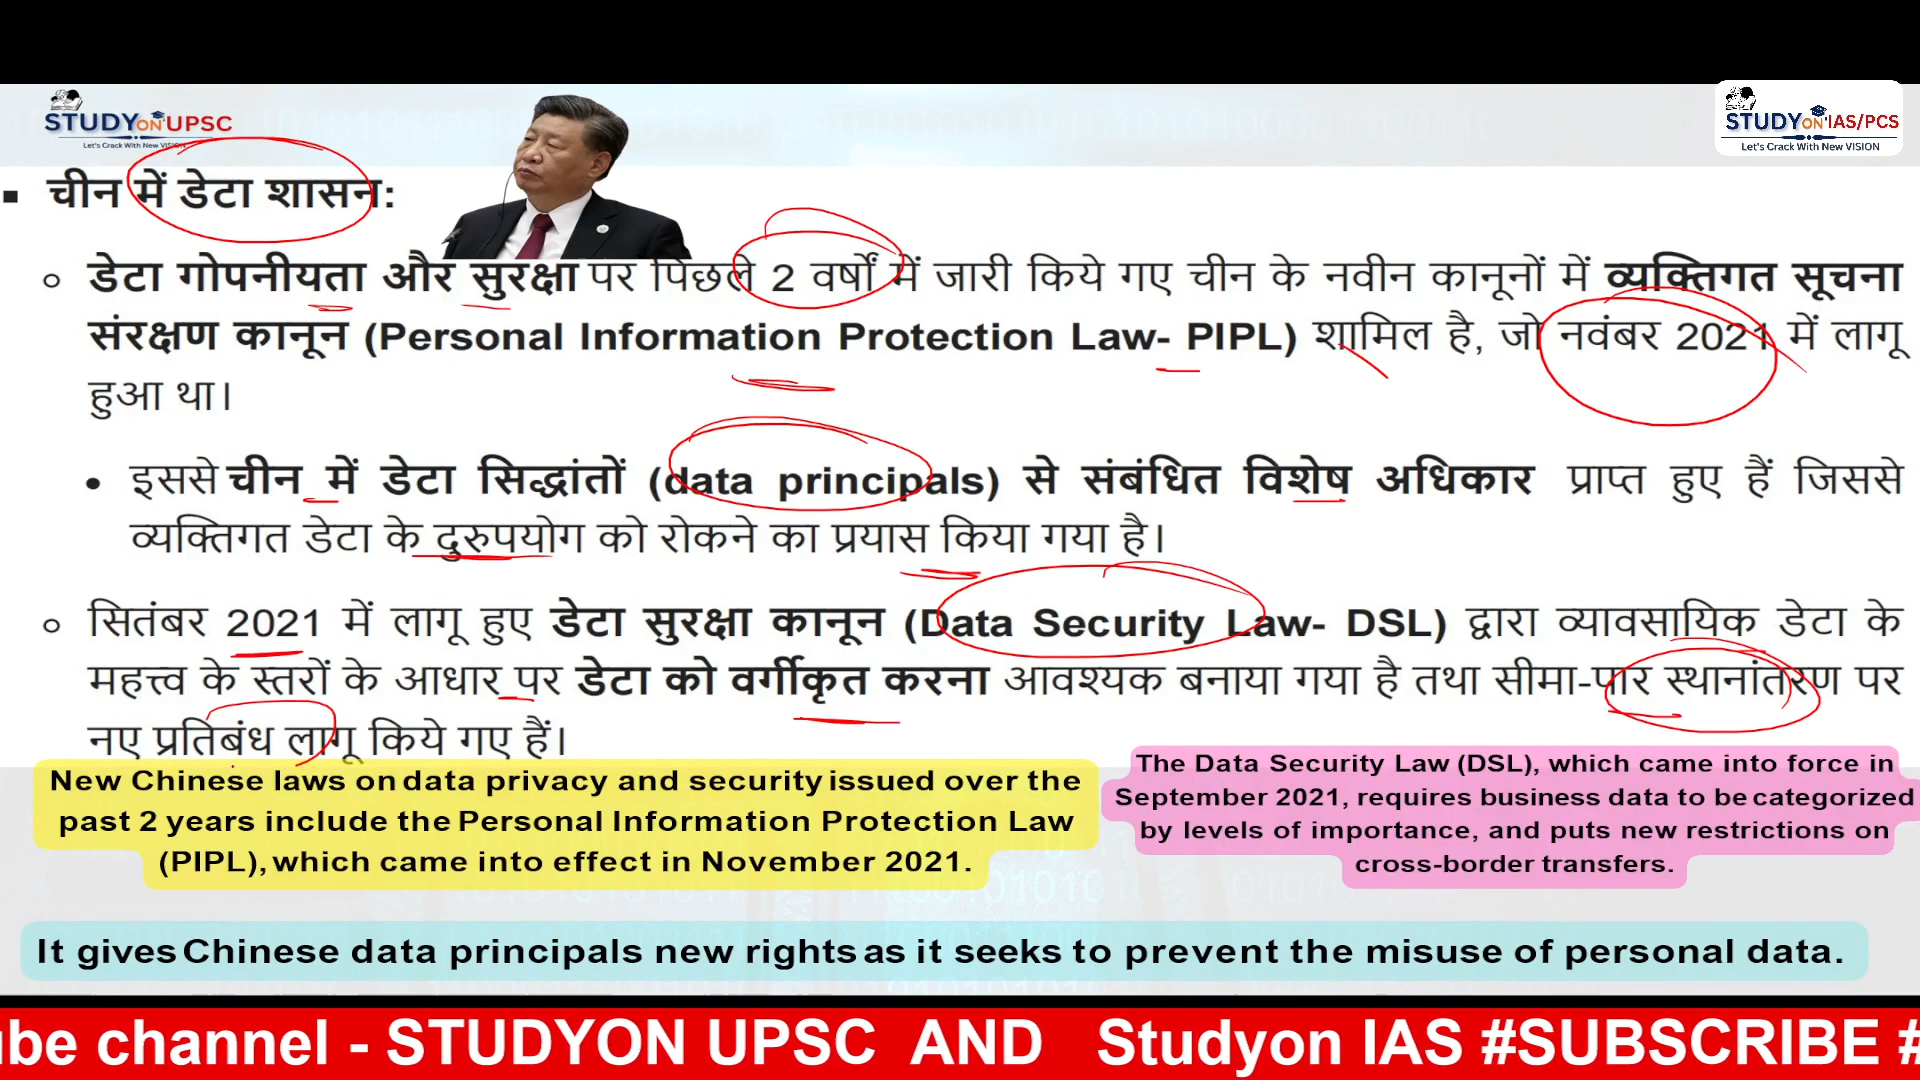 STUDYON UPSC
Let's Crack With New VISION
STUDYON IAS/PCS
Let's Crack With New VISION
चीन में डेटा शासन:
डेटा गोपनीयता और सुरक्षा पर पिछले 2 वर्षों में जारी किये गए चीन के नवीन कानूनों में व्यक्तिगत सूचना
संरक्षण कानून (Personal Information Protection Law- PIPL) शामिल है, जो नवंबर 2021 में लागू
हुआ था।
इससे चीन में डेटा सिद्धांतों (data principals) से संबंधित विशेष अधिकार प्राप्त हुए हैं जिससे
व्यक्तिगत डेटा के दुरुपयोग को रोकने का प्रयास किया गया है।
सितंबर 2021 में लागू हुए डेटा सुरक्षा कानून (Data Security Law- DSL) द्वारा व्यावसायिक डेटा के
महत्त्व के स्तरों के आधार पर डेटा को वर्गीकृत करना आवश्यक बनाया गया है तथा सीमा-पार स्थानांतरण पर
नए प्रतिबंध लागू किये गए हैं।
New Chinese laws on data privacy and security issued over the
past 2 years include the Personal Information Protection Law
(PIPL), which came into effect in November 2021.
The Data Security Law (DSL), which came into force in
September 2021, requires business data to be categorized
by levels of importance, and puts new restrictions on
cross-border transfers.
It gives Chinese data principals new rights as it seeks to prevent the misuse of personal data.
ube channel - STUDYON UPSC AND Studyon IAS #SUBSCRIBE #